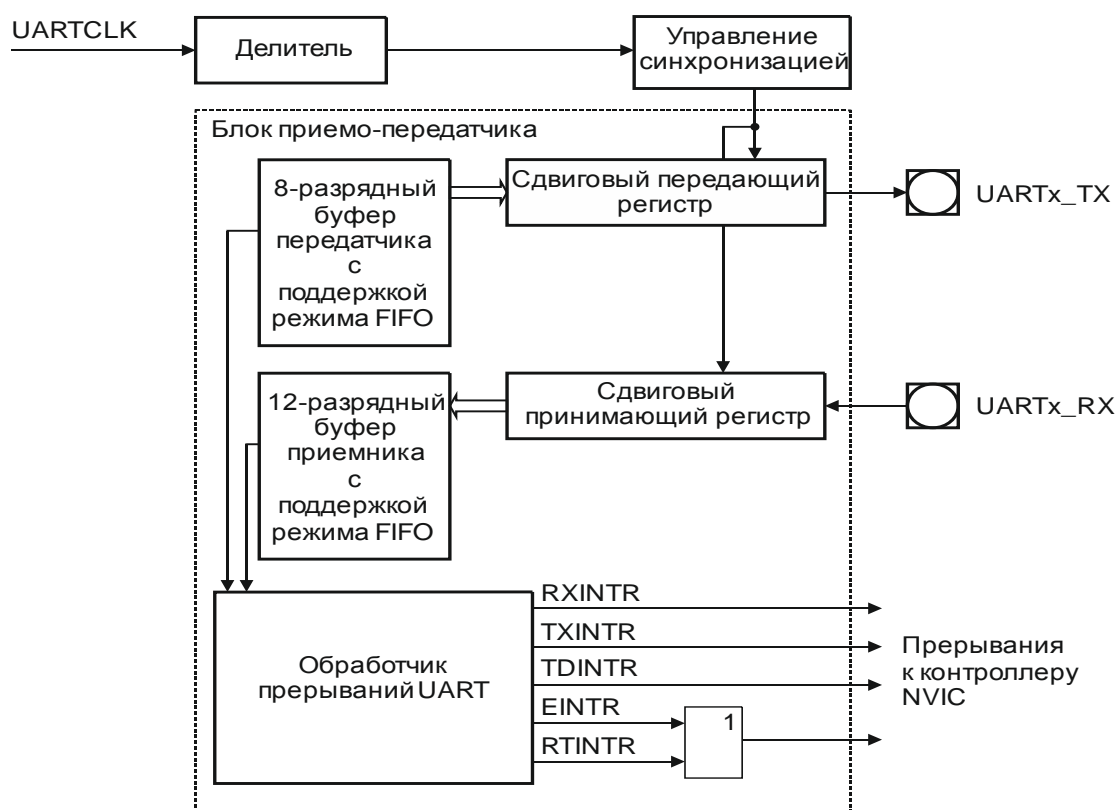 UARTCLK
Делитель
Управление
синхронизацией
Блок приемо-передатчика
8-разрядный
буфер
передатчика
с
поддержкой
режима FIFO
Сдвиговый передающий
регистр
UARTx_TX
12-разрядный
буфер
приемника
с
поддержкой
режима FIFO
Сдвиговый
принимающий регистр
UARTx_RX
Обработчик
прерываний UART
RXINTR
TXINTR
TDINTR
EINTR
RTINTR
1
Прерывания
к контроллеру
NVIC